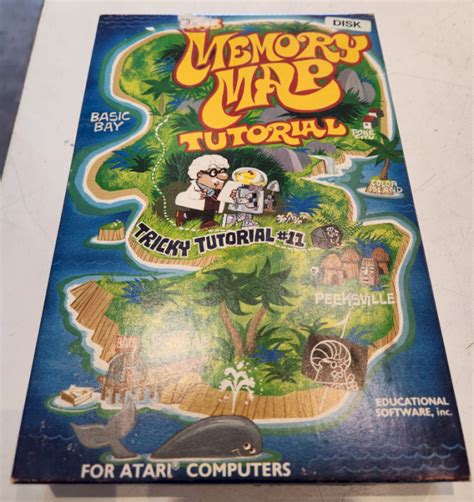 DISK
MEMORY
MAP
TUTORIAL
BASIC
BAY
POKE
COLOR
ISLAND
TRICKY TUTORIAL #11
PEEKSVILLE
EDUCATIONAL
SOFTWARE, inc.
FOR ATARI® COMPUTERS